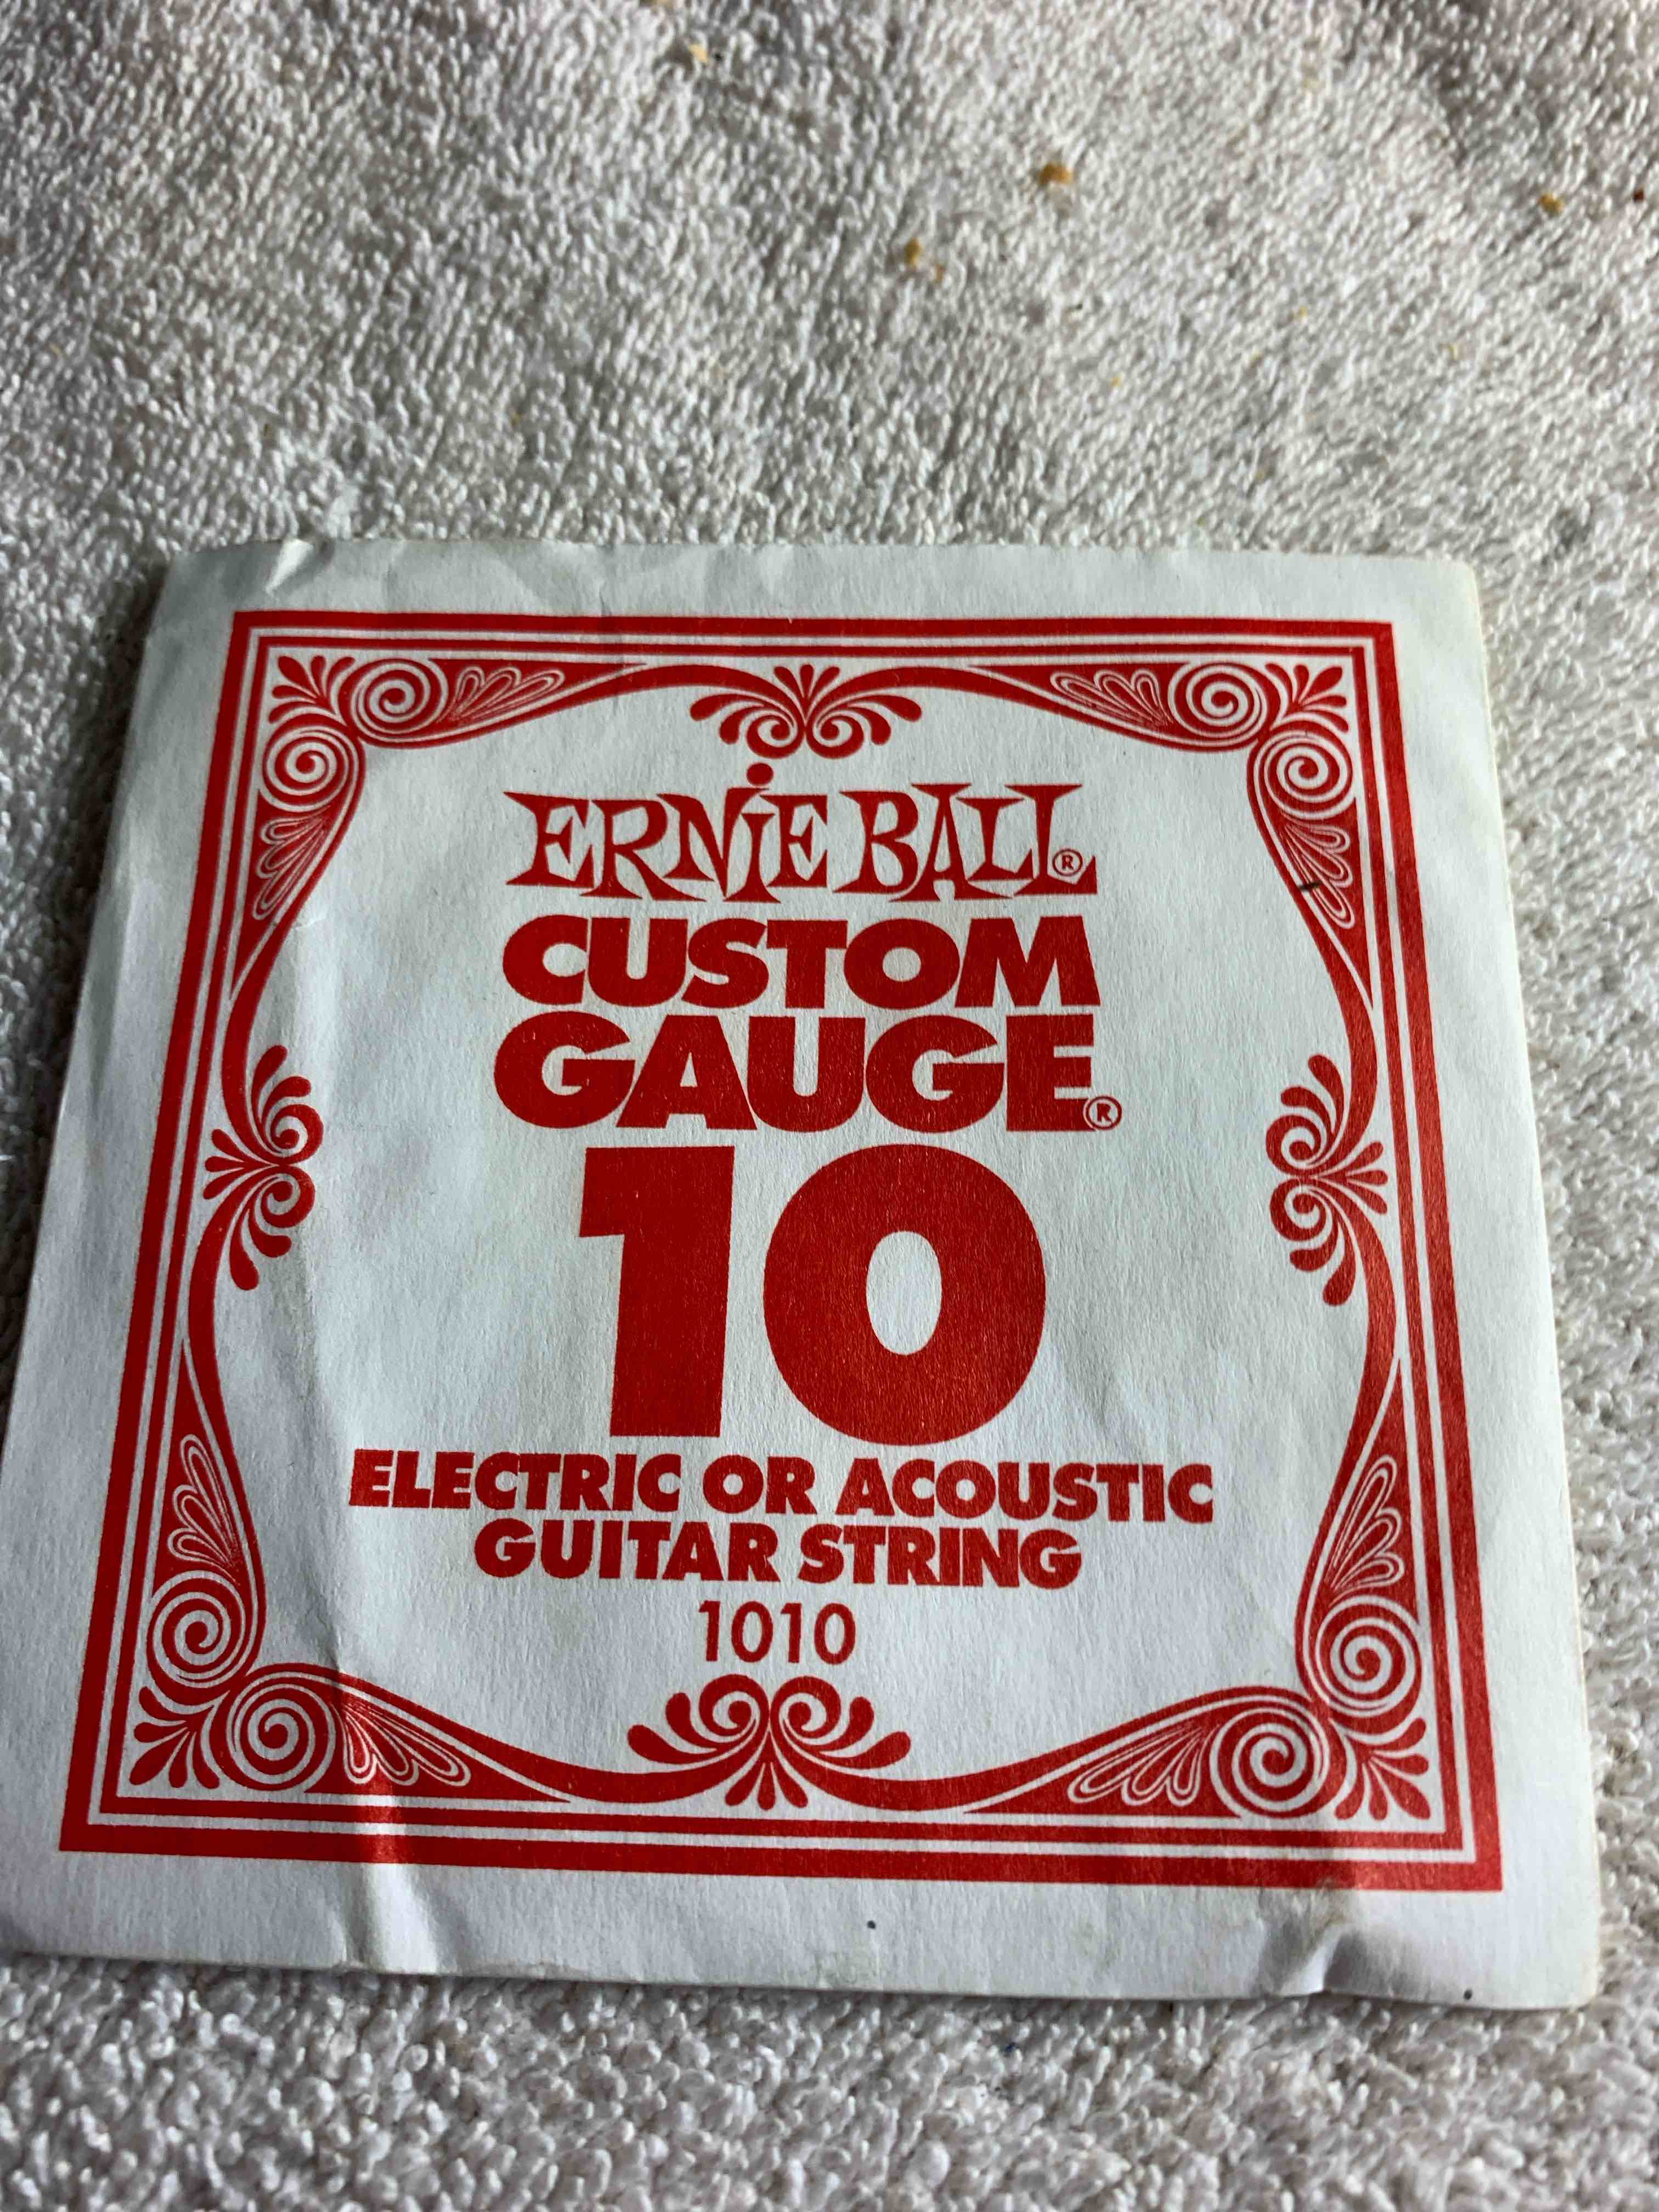 ERNIE BALL®
CUSTOM
GAUGE®
10
ELECTRIC OR ACOUSTIC
GUITAR STRING
1010